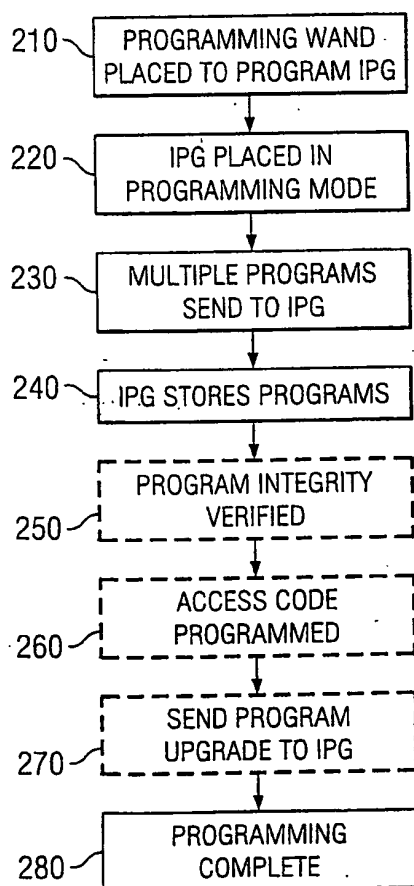 210
PROGRAMMING WAND
PLACED TO PROGRAM IPG
220
IPG PLACED IN
PROGRAMMING MODE
230
MULTIPLE PROGRAMS
SEND TO IPG
240
IPG STORES PROGRAMS
250
PROGRAM INTEGRITY
VERIFIED
260
ACCESS CODE
PROGRAMMED
270
SEND PROGRAM
UPGRADE TO IPG
280
PROGRAMMING
COMPLETE